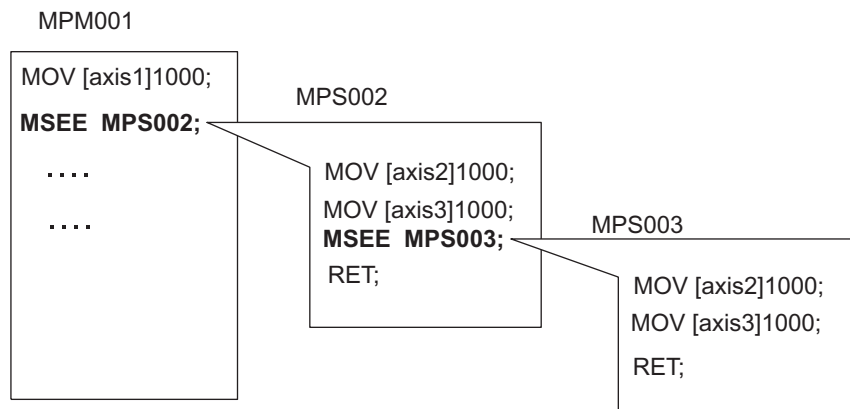 MPM001
MOV [axis1]1000;
MSEE MPS002;
....
....
MPS002
MOV [axis2]1000;
MOV [axis3]1000;
MSEE MPS003;
RET;
MPS003
MOV [axis2]1000;
MOV [axis3]1000;
RET;